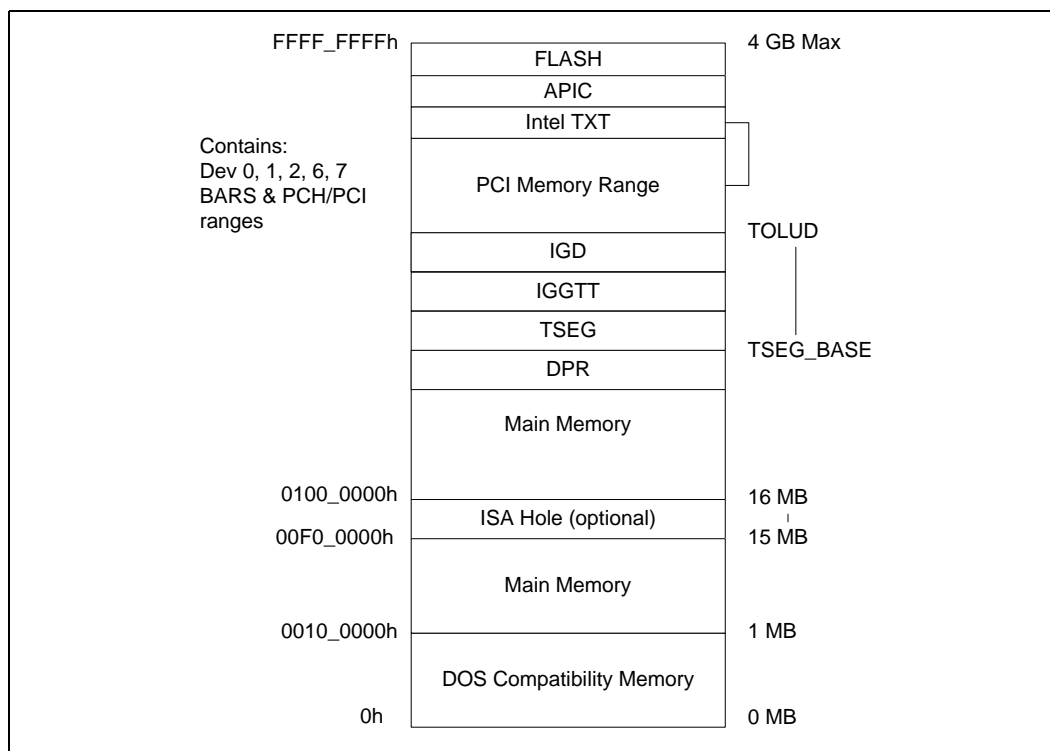 FFFF_FFFFh
4 GB Max
FLASH
APIC
Intel TXT
Contains:
Dev 0, 1, 2, 6, 7
BARS & PCH/PCI
ranges
PCI Memory Range
TOLUD
IGD
IGGTT
TSEG
TSEG_BASE
DPR
Main Memory
0100_0000h
16 MB
ISA Hole (optional)
00F0_0000h
15 MB
Main Memory
0010_0000h
1 MB
DOS Compatibility Memory
0h
0 MB